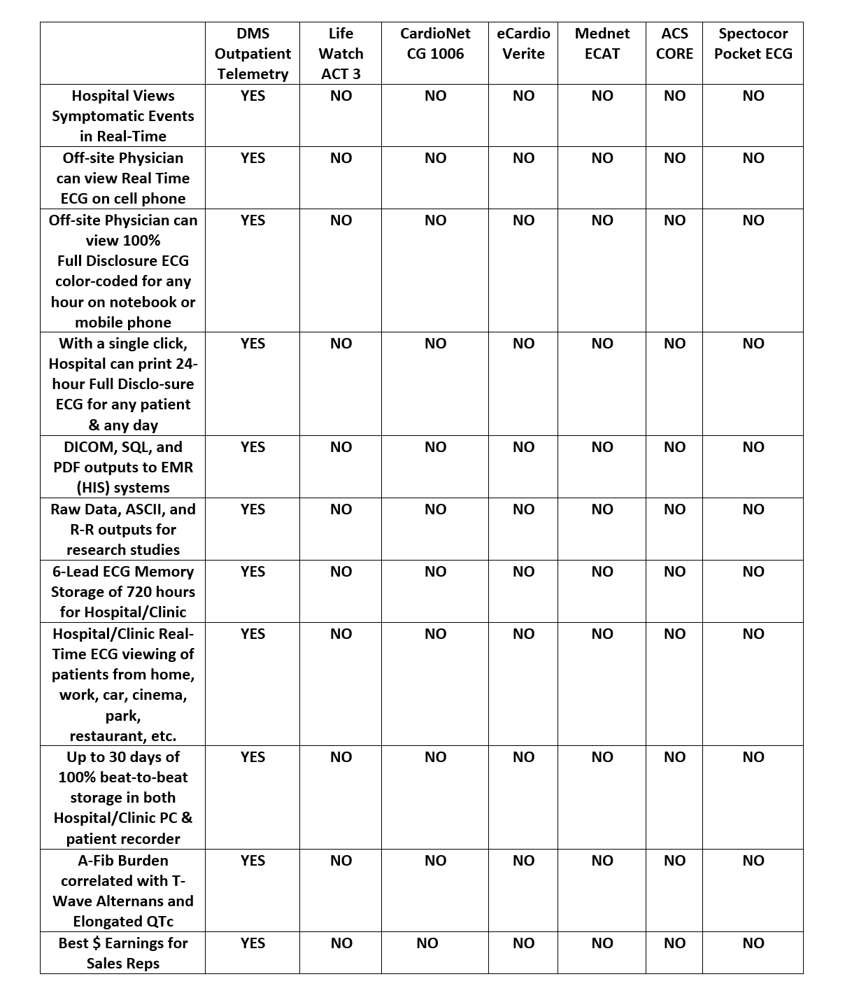 DMS
Outpatient
Telemetry
Life
Watch
ACT 3
CardioNet
CG 1006
eCardio
Verite
Mednet
ECAT
ACS
CORE
Spectocor
Pocket ECG
Hospital Views
Symptomatic Events
in Real-Time
YES NO NO NO NO NO NO
Off-site Physician
can view Real Time
ECG on cell phone
YES NO NO NO NO NO NO
Off-site Physician can
view 100%
Full Disclosure ECG
color-coded for any
hour on notebook or
mobile phone
YES NO NO NO NO NO NO
With a single click,
Hospital can print 24-
hour Full Disclo-sure
ECG for any patient
& any day
YES NO NO NO NO NO NO
DICOM, SQL, and
PDF outputs to EMR
(HIS) systems
YES NO NO NO NO NO NO
Raw Data, ASCII, and
R-R outputs for
research studies
YES NO NO NO NO NO NO
6-Lead ECG Memory
Storage of 720 hours
for Hospital/Clinic
YES NO NO NO NO NO NO
Hospital/Clinic Real-
Time ECG viewing of
patients from home,
work, car, cinema,
park,
restaurant, etc.
YES NO NO NO NO NO NO
Up to 30 days of
100% beat-to-beat
storage in both
Hospital/Clinic PC &
patient recorder
YES NO NO NO NO NO NO
A-Fib Burden
correlated with T-
Wave Alternans and
Elongated QTc
YES NO NO NO NO NO NO
Best $ Earnings for
Sales Reps
YES NO NO NO NO NO NO